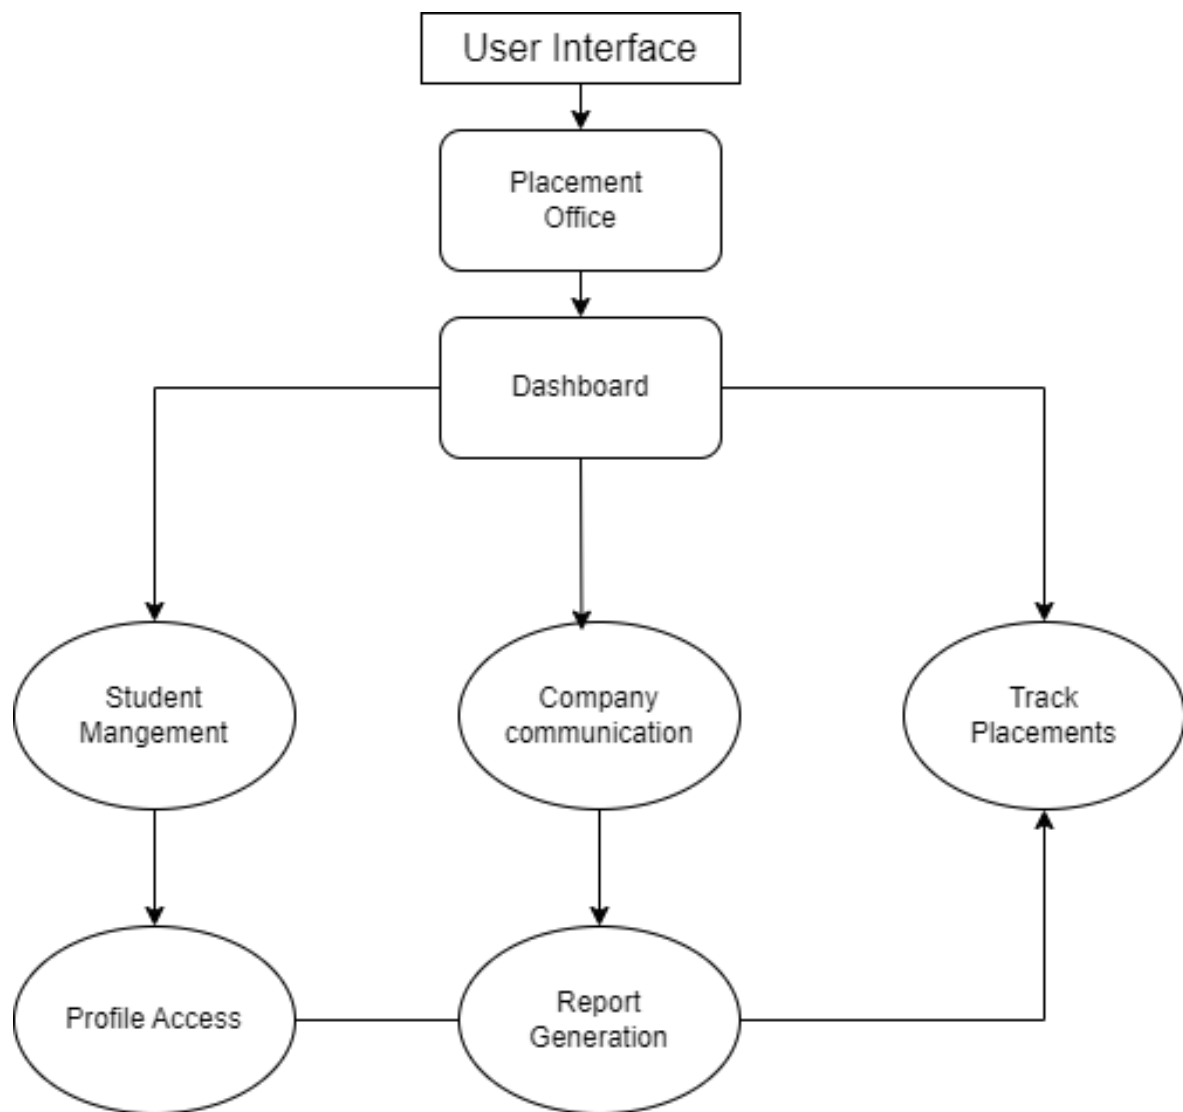 User Interface
Placement
Office
Dashboard
Student
Mangement
Company
communication
Track
Placements
Profile Access
Report
Generation